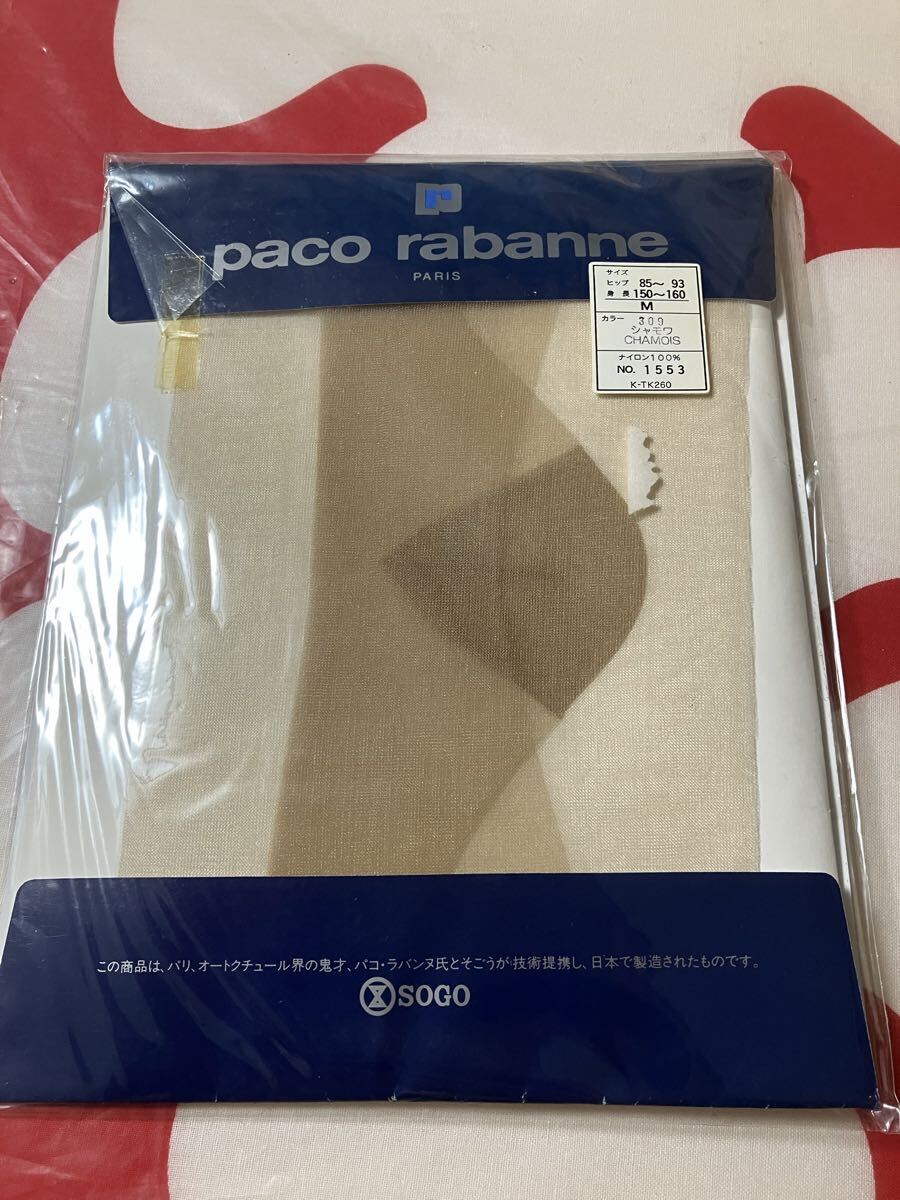 paco rabanne
PARIS
サイズ
ヒップ 85〜 93
身長 150〜160
M
カラー 309
シャモワ
CHAMOIS
ナイロン100%
NO. 1553
K-TK260
この商品は、パリ、オートクチュール界の鬼才、パコ・ラバンヌ氏とそごうが技術提携し、日本で製造されたものです。
SOGO